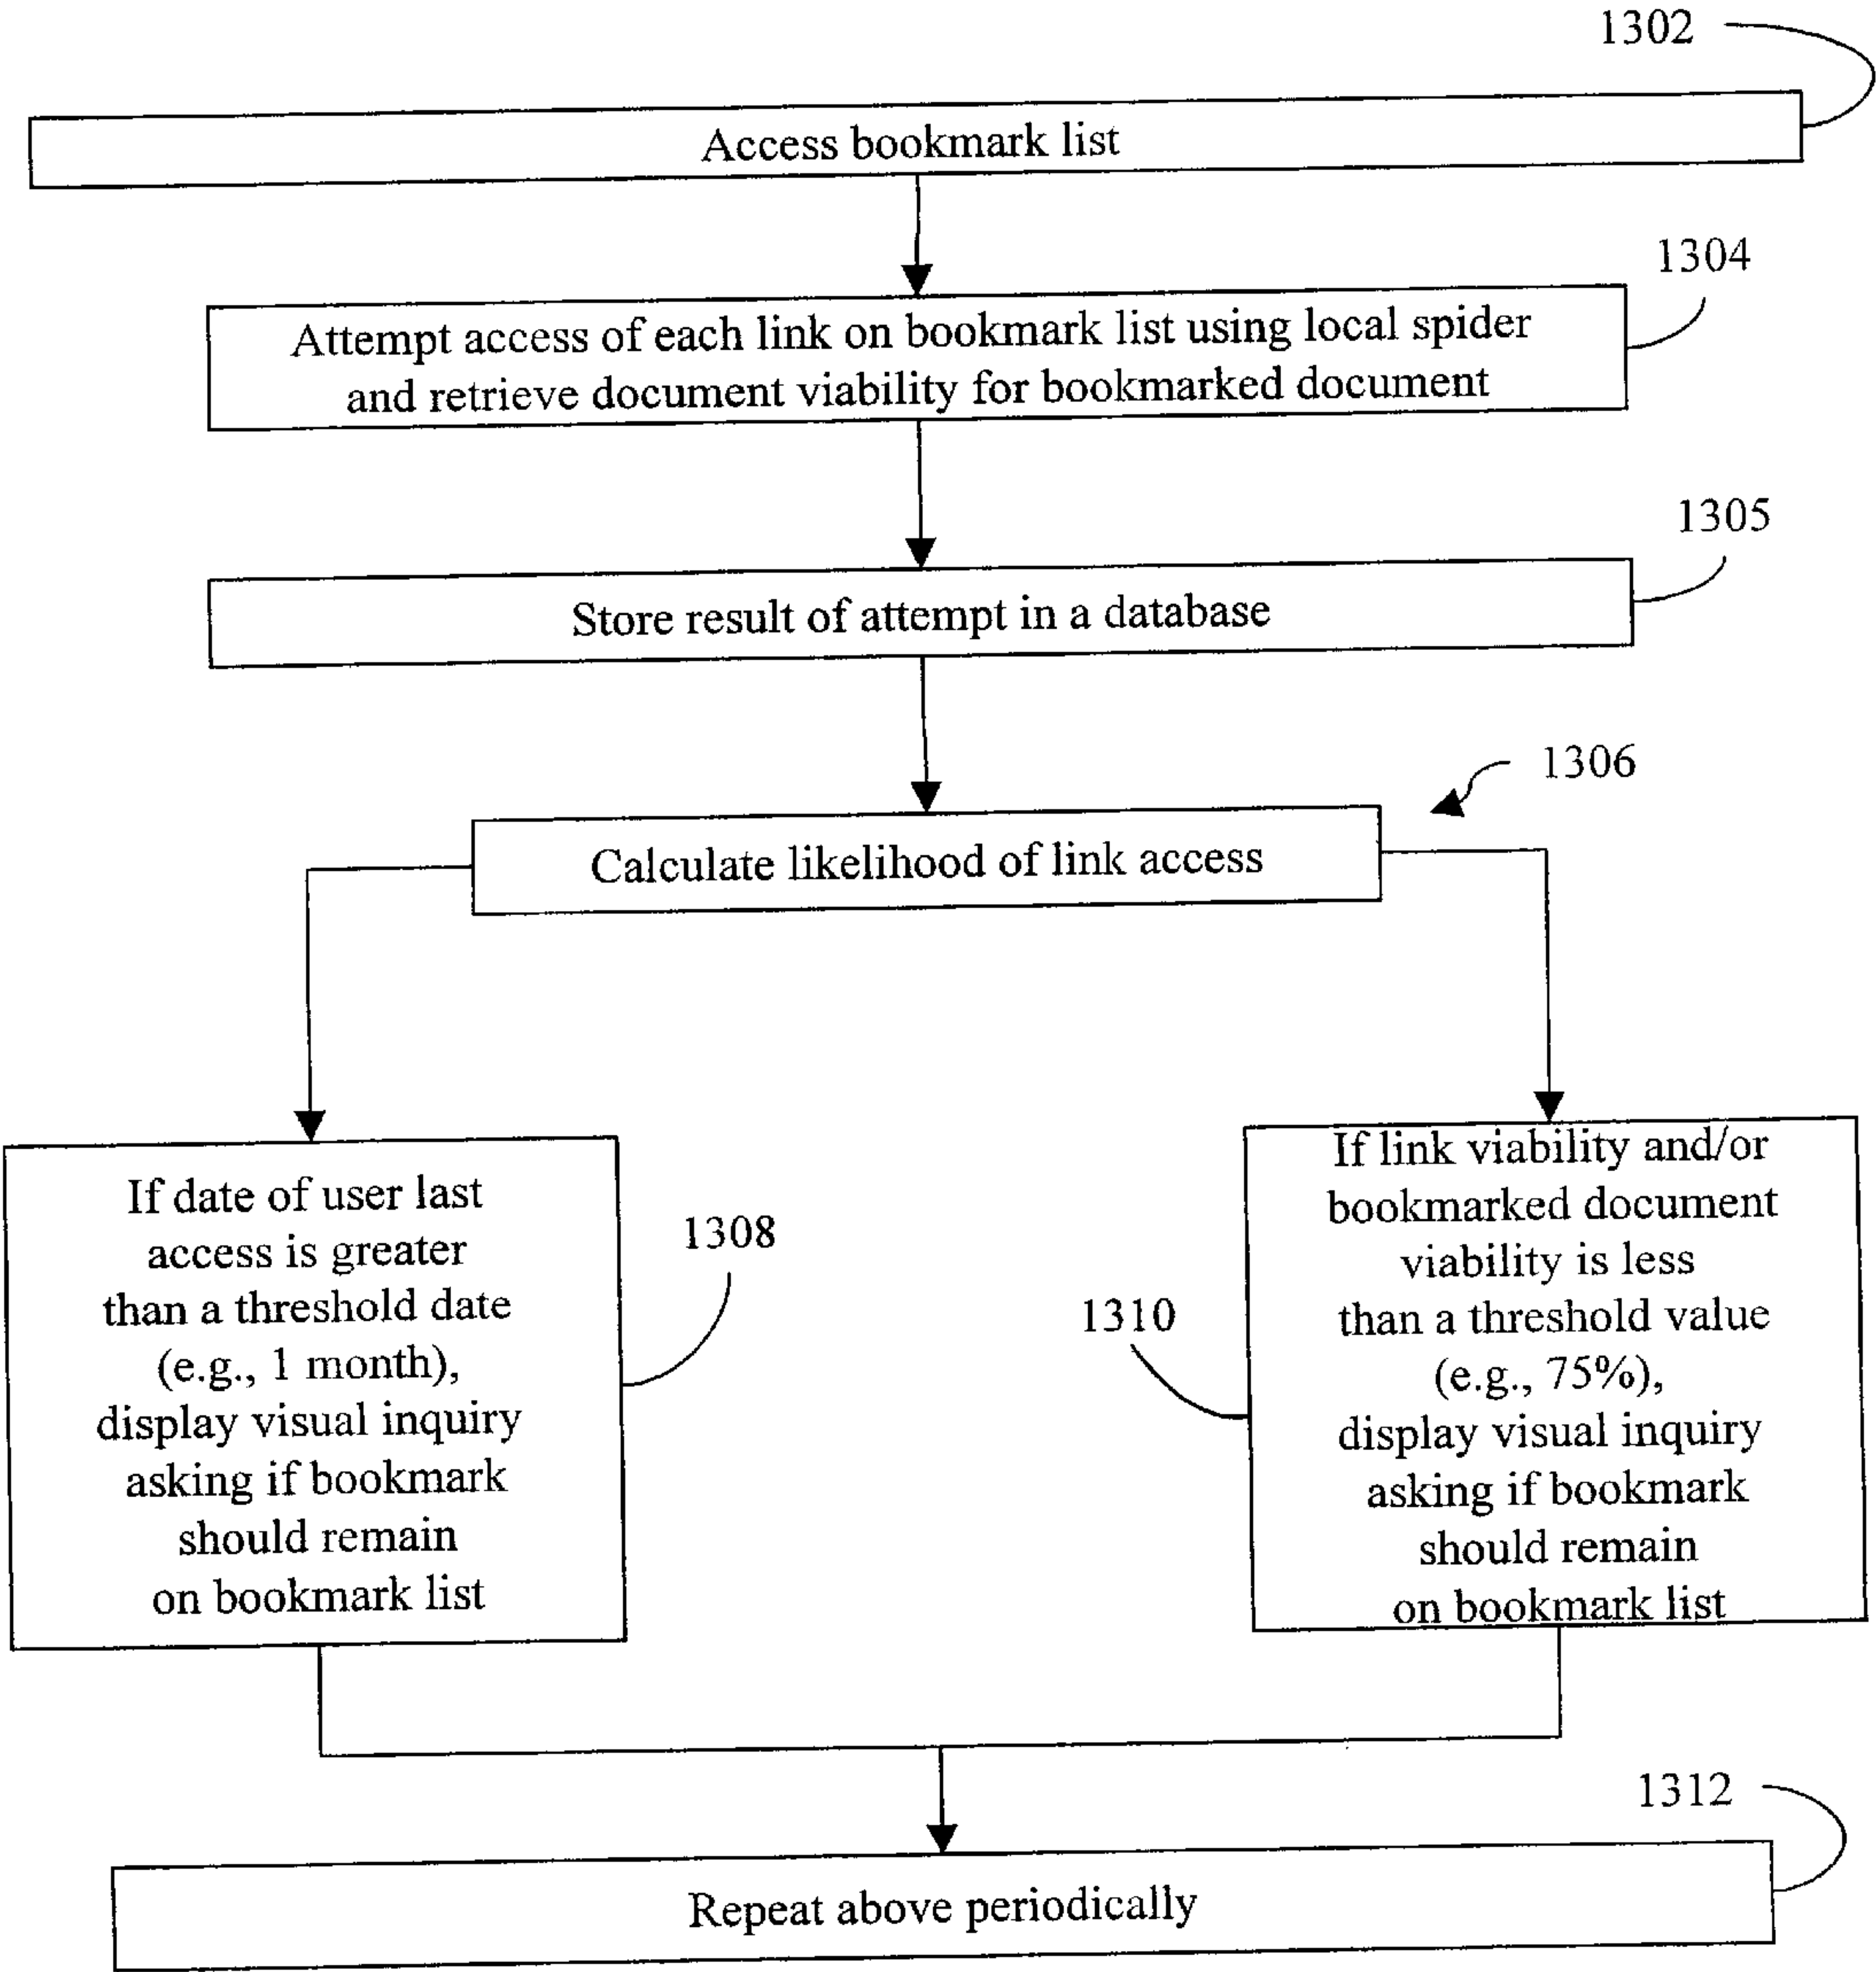 1302
Access bookmark list
1304
Attempt access of each link on bookmark list using local spider
and retrieve document viability for bookmarked document
1305
Store result of attempt in a database
1306
Calculate likelihood of link access
If date of user last
access is greater
than a threshold date
(e.g., 1 month),
display visual inquiry
asking if bookmark
should remain
on bookmark list
1308
1310
If link viability and/or
bookmarked document
viability is less
than a threshold value
(e.g., 75%),
display visual inquiry
asking if bookmark
should remain
on bookmark list
1312
Repeat above periodically